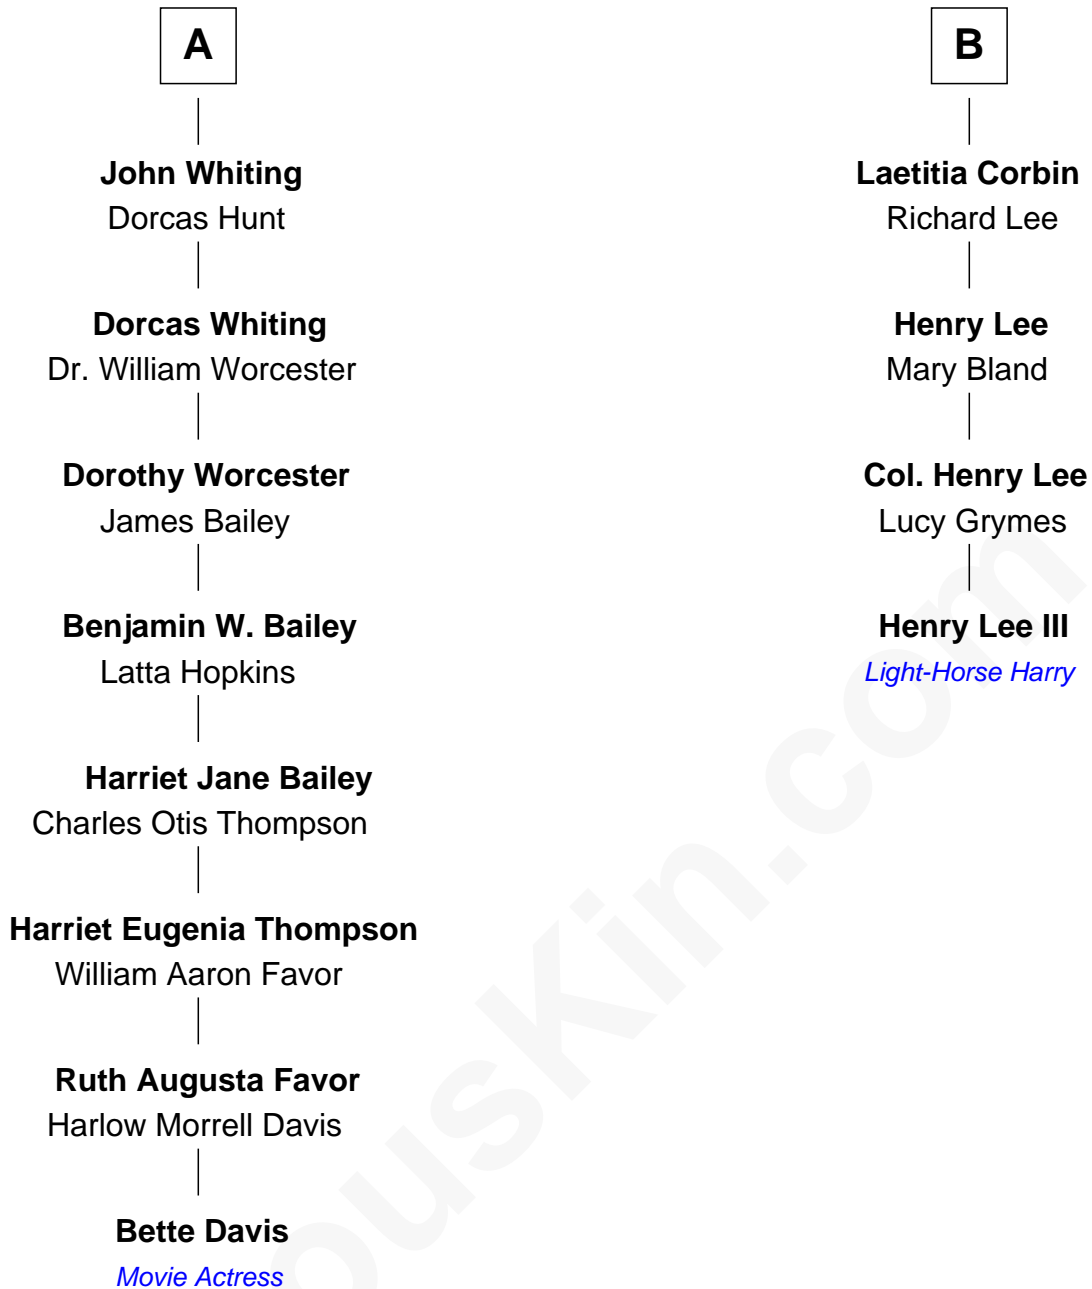 A
John Whiting
Dorcas Hunt
Dorcas Whiting
Dr. William Worcester
Dorothy Worcester
James Bailey
Benjamin W. Bailey
Latta Hopkins
Harriet Jane Bailey
Charles Otis Thompson
Harriet Eugenia Thompson
William Aaron Favor
Ruth Augusta Favor
Harlow Morrell Davis
Bette Davis
Movie Actress
B
Laetitia Corbin
Richard Lee
Henry Lee
Mary Bland
Col. Henry Lee
Lucy Grymes
Henry Lee III
Light-Horse Harry
ousKin.com